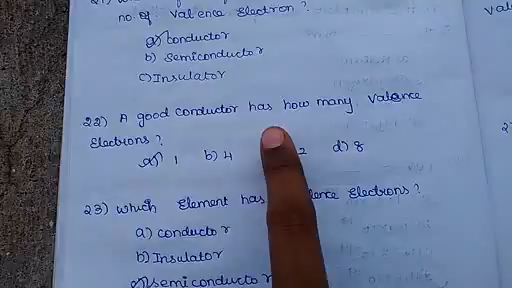 no. of Valence Electron?
a) conductor
b) semiconductor
c) Insulator
22) A good conductor has how many Valence
Electrons?
a) 1 b) 4 2 d) 8
23) which Element has Electrons?
a) conductor
b) Insulator
c) semiconductor